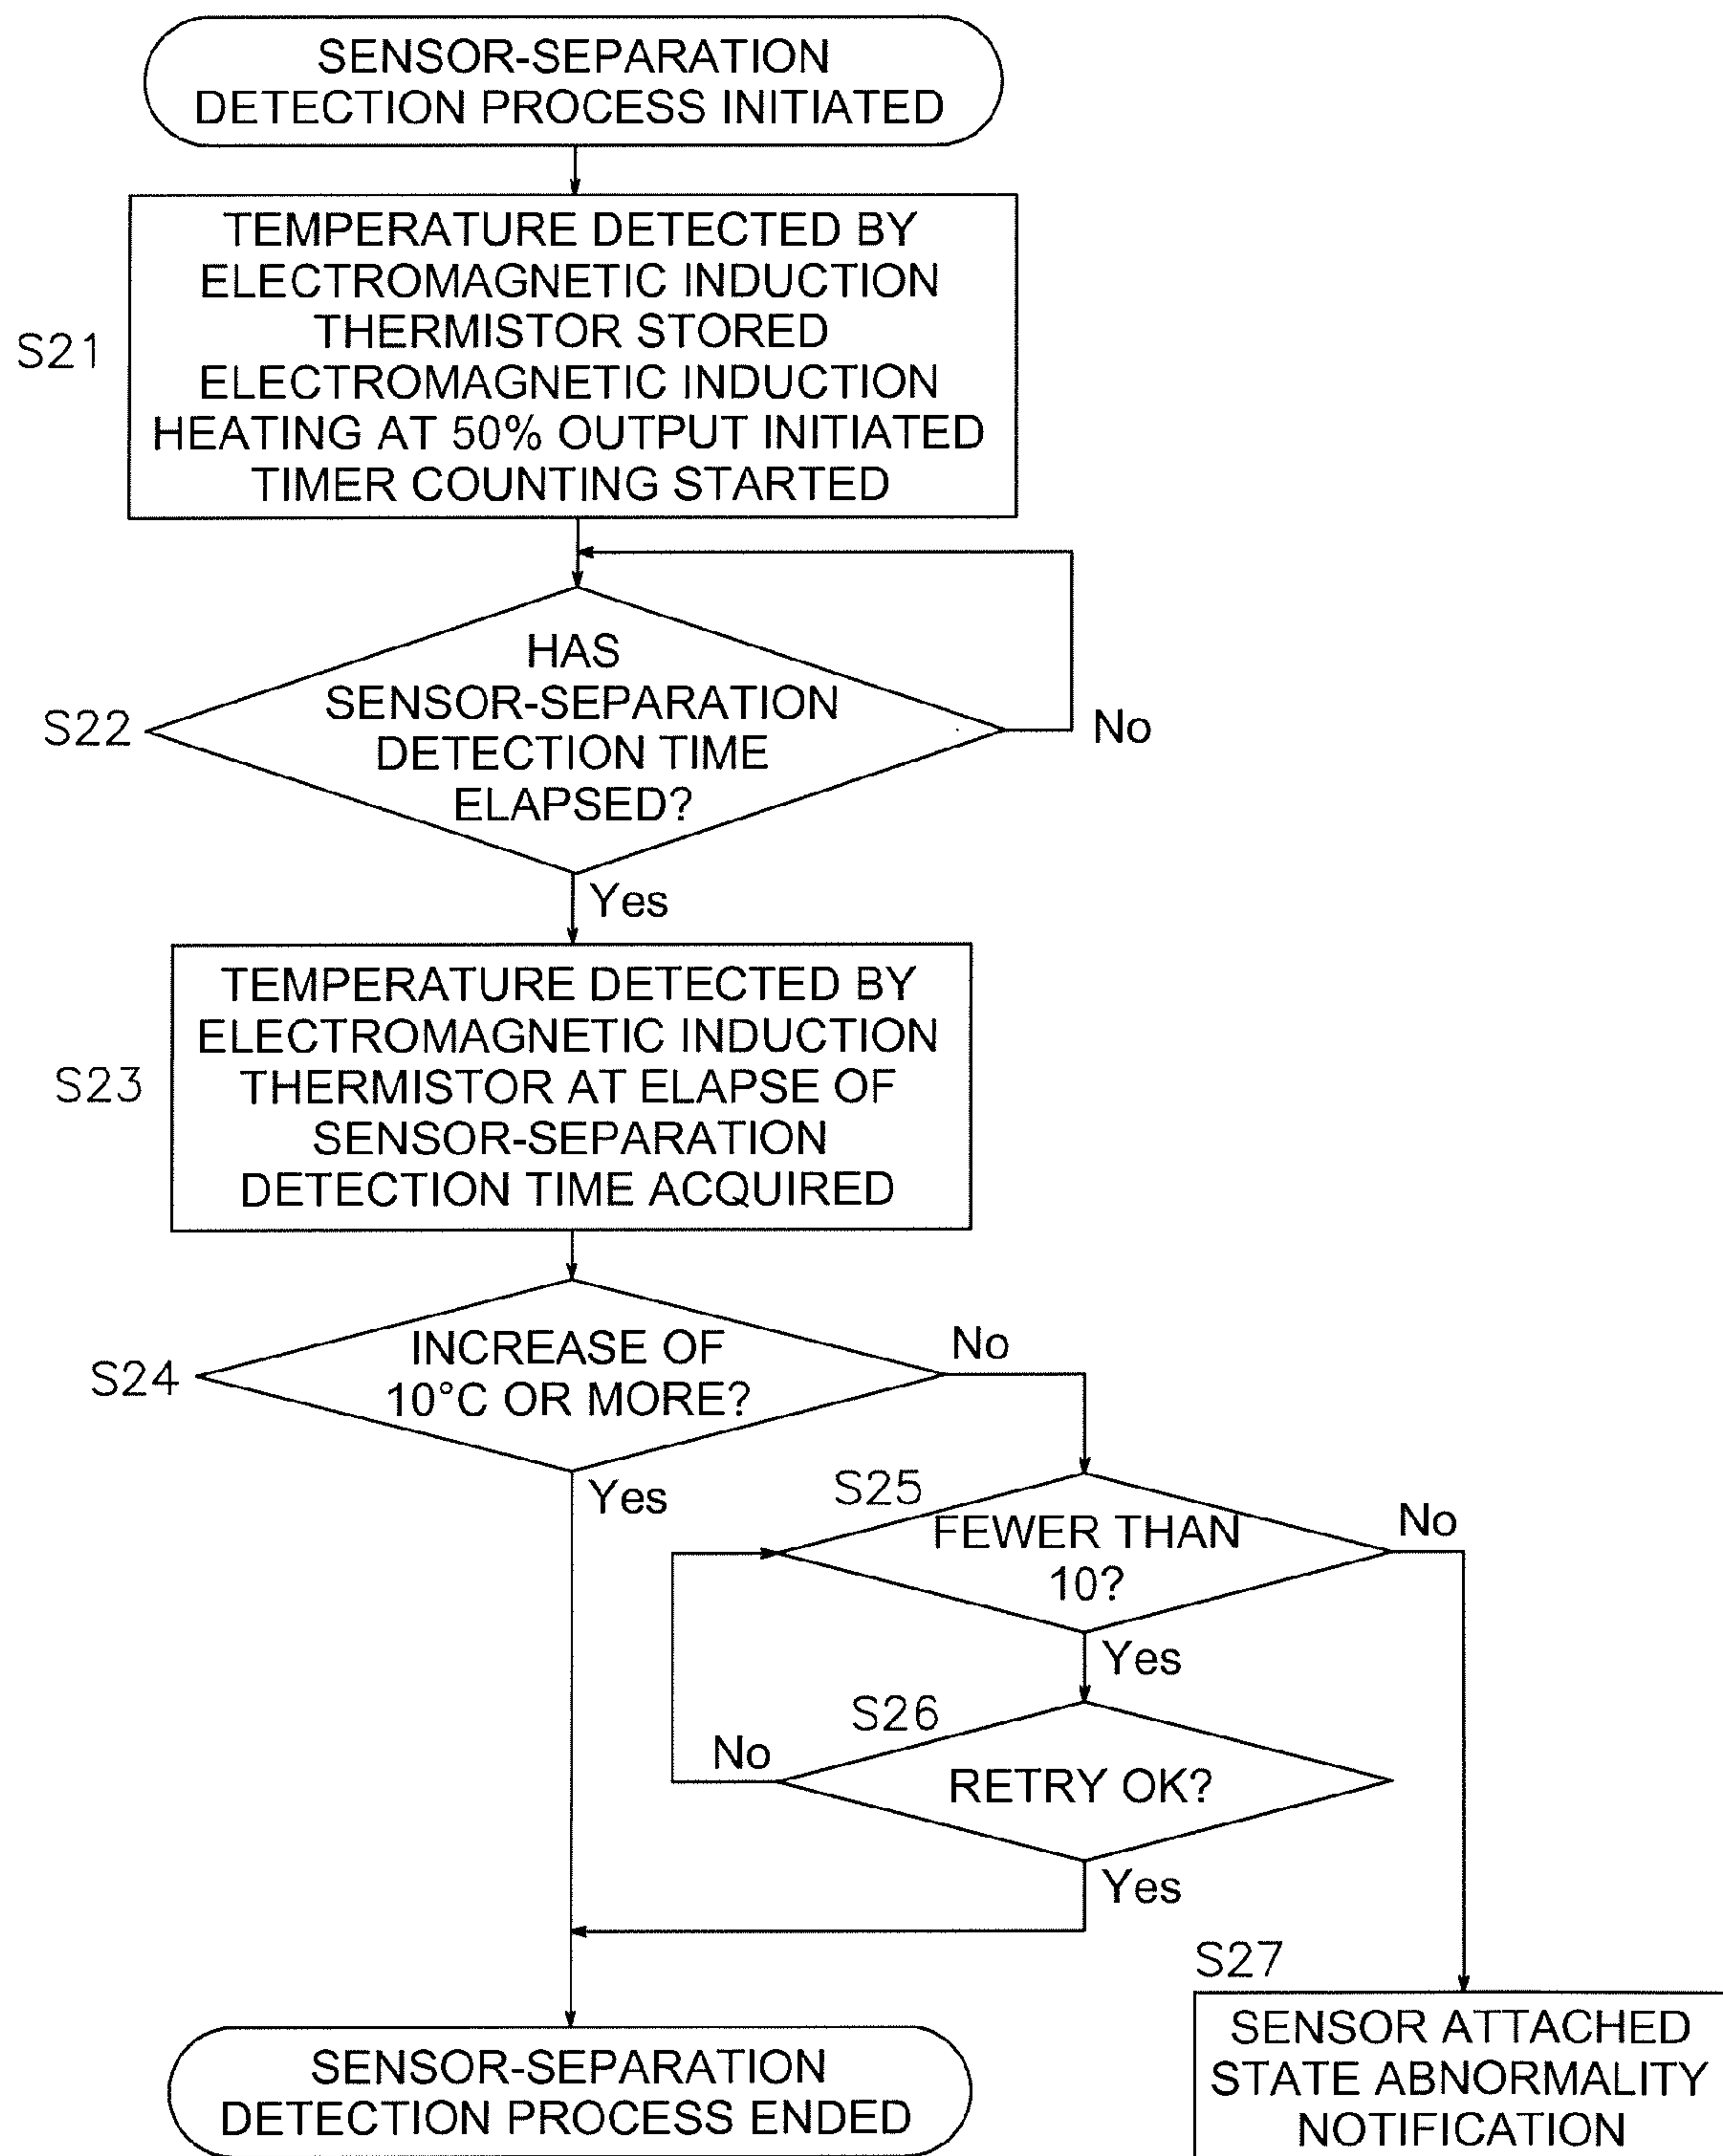 SENSOR-SEPARATION
DETECTION PROCESS INITIATED
S21
TEMPERATURE DETECTED BY
ELECTROMAGNETIC INDUCTION
THERMISTOR STORED
ELECTROMAGNETIC INDUCTION
HEATING AT 50% OUTPUT INITIATED
TIMER COUNTING STARTED
S22
HAS
SENSOR-SEPARATION
DETECTION TIME
ELAPSED?
No
Yes
S23
TEMPERATURE DETECTED BY
ELECTROMAGNETIC INDUCTION
THERMISTOR AT ELAPSE OF
SENSOR-SEPARATION
DETECTION TIME ACQUIRED
S24
INCREASE OF
10°C OR MORE?
No
Yes
S25
FEWER THAN
10?
No
Yes
S26
No
RETRY OK?
Yes
S27
SENSOR ATTACHED
STATE ABNORMALITY
NOTIFICATION
SENSOR-SEPARATION
DETECTION PROCESS ENDED